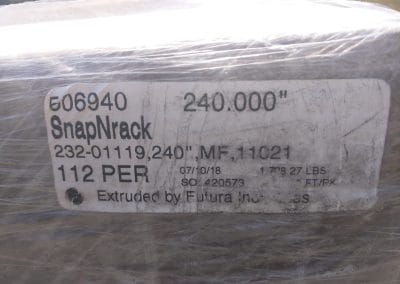 606940 240.000"
SnapNrack
232-01119,240",MF,11021
112 PER 07/10/18 LBS
SO: 420573 FT/PK
Extruded by Futura